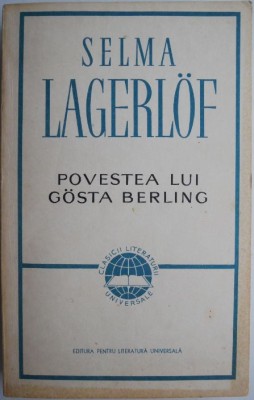 SELMA
LAGERLÖF
POVESTEA LUI
GÖSTA BERLING
CLASICII LITERATURII
UNIVERSALE
EDITURA PENTRU LITERATURĂ UNIVERSALĂ